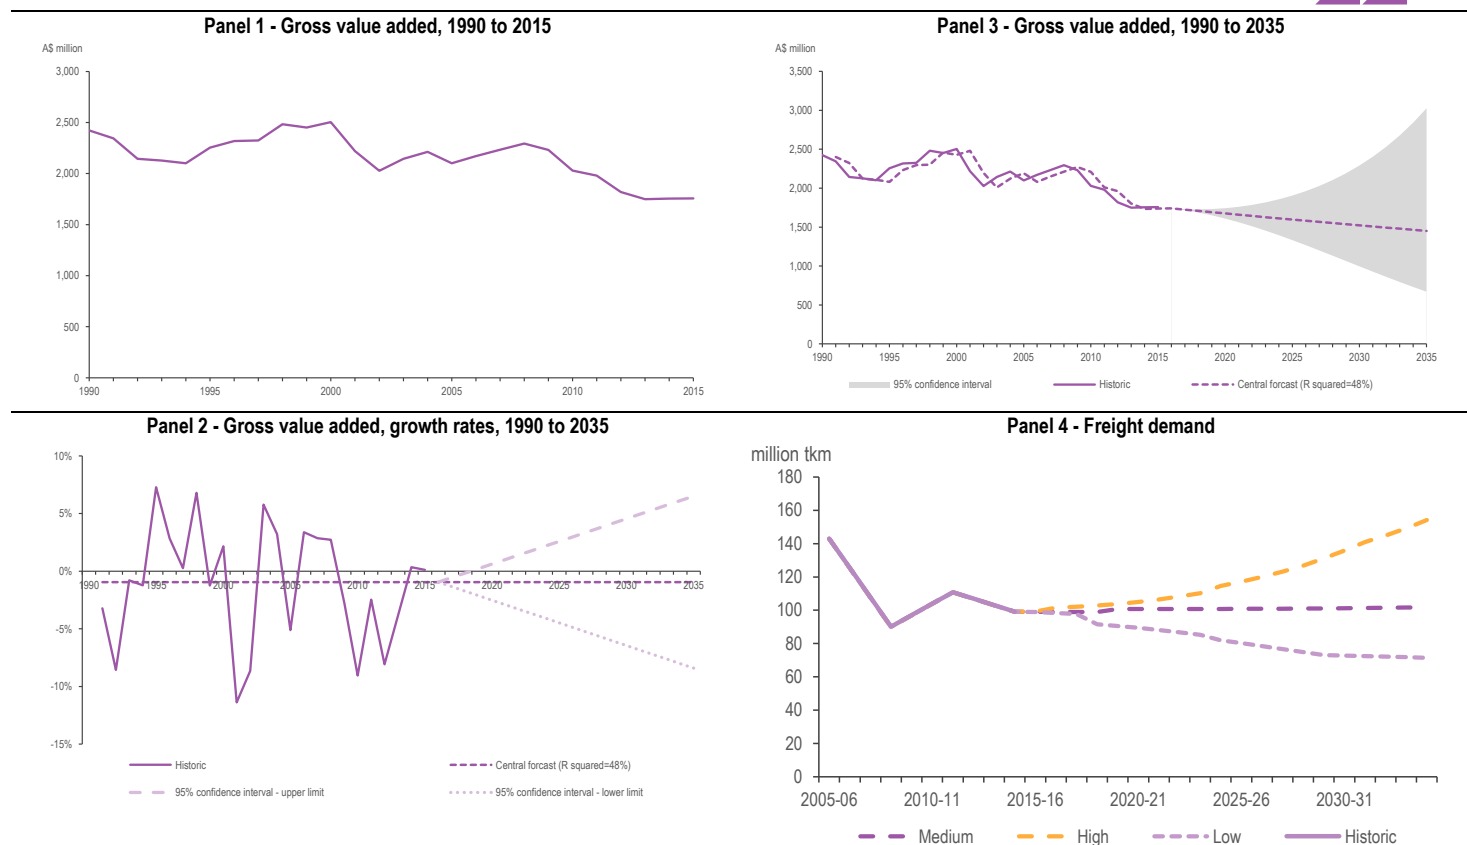 Panel 1 - Gross value added, 1990 to 2015
A$ million
3,000
2,500
2,000
1,500
1,000
500
0
1990 1995 2000 2005 2010 2015
Panel 3 - Gross value added, 1990 to 2035
A$ million
3,500
3,000
2,500
2,000
1,500
1,000
500
0
1990 1995 2000 2005 2010 2015 2020 2025 2030 2035
95% confidence interval Historic Central forcast (R squared=48%)
Panel 2 - Gross value added, growth rates, 1990 to 2035
10%
5%
0%
1990 1995 2000 2005 2010 2015 2020 2025 2030 2035
-5%
-10%
-15%
Historic Central forcast (R squared=48%)
95% confidence interval - upper limit 95% confidence interval - lower limit
Panel 4 - Freight demand
million tkm
180
160
140
120
100
80
60
40
20
0
2005-06 2010-11 2015-16 2020-21 2025-26 2030-31
Medium High Low Historic